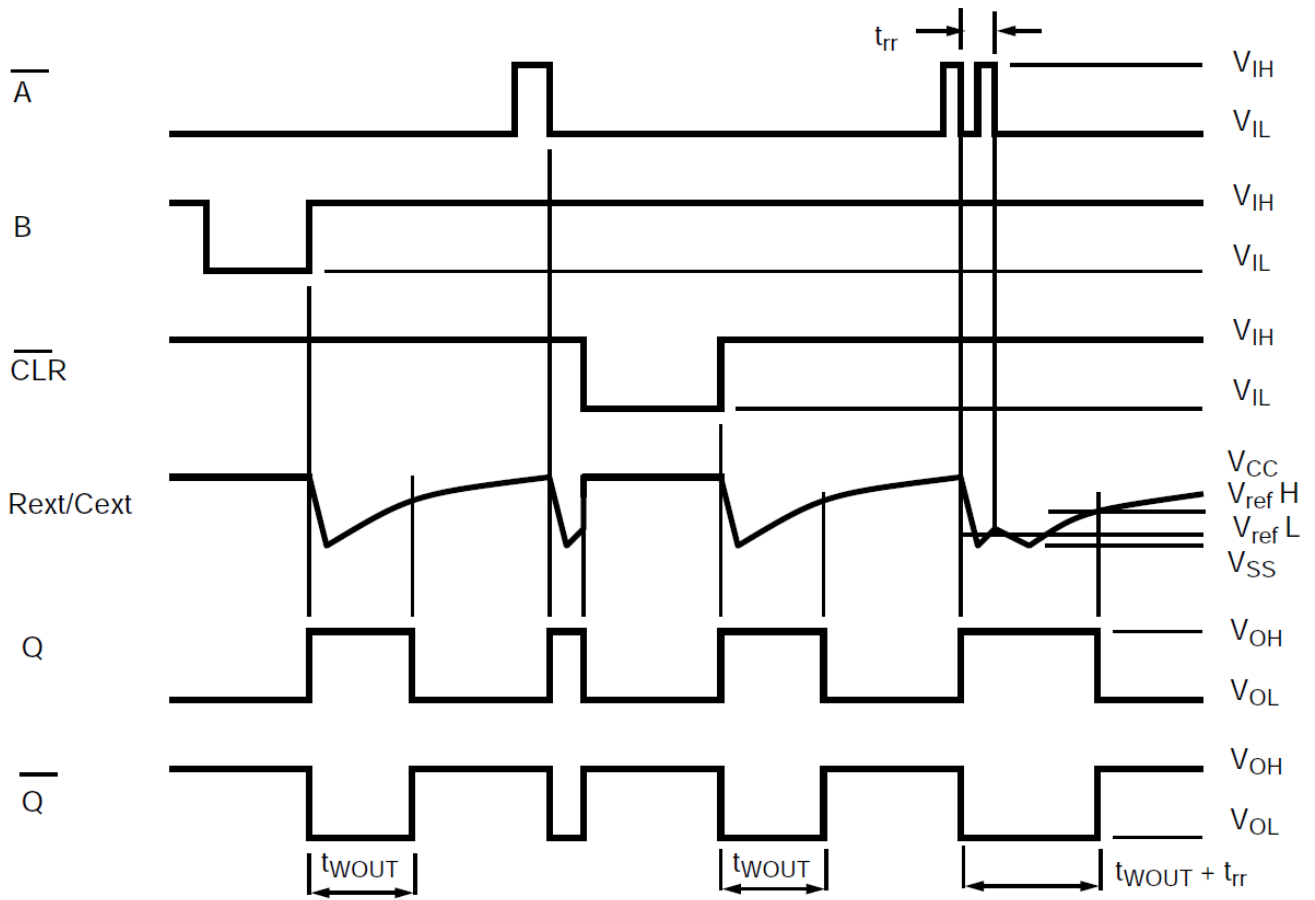 t_rr
A̅
V_IH
V_IL
B
V_IH
V_IL
C̅L̅R̅
V_IH
V_IL
Rext/Cext
V_CC
V_ref H
V_ref L
V_SS
Q
V_OH
V_OL
Q̅
V_OH
V_OL
t_WOUT
t_WOUT
t_WOUT + t_rr